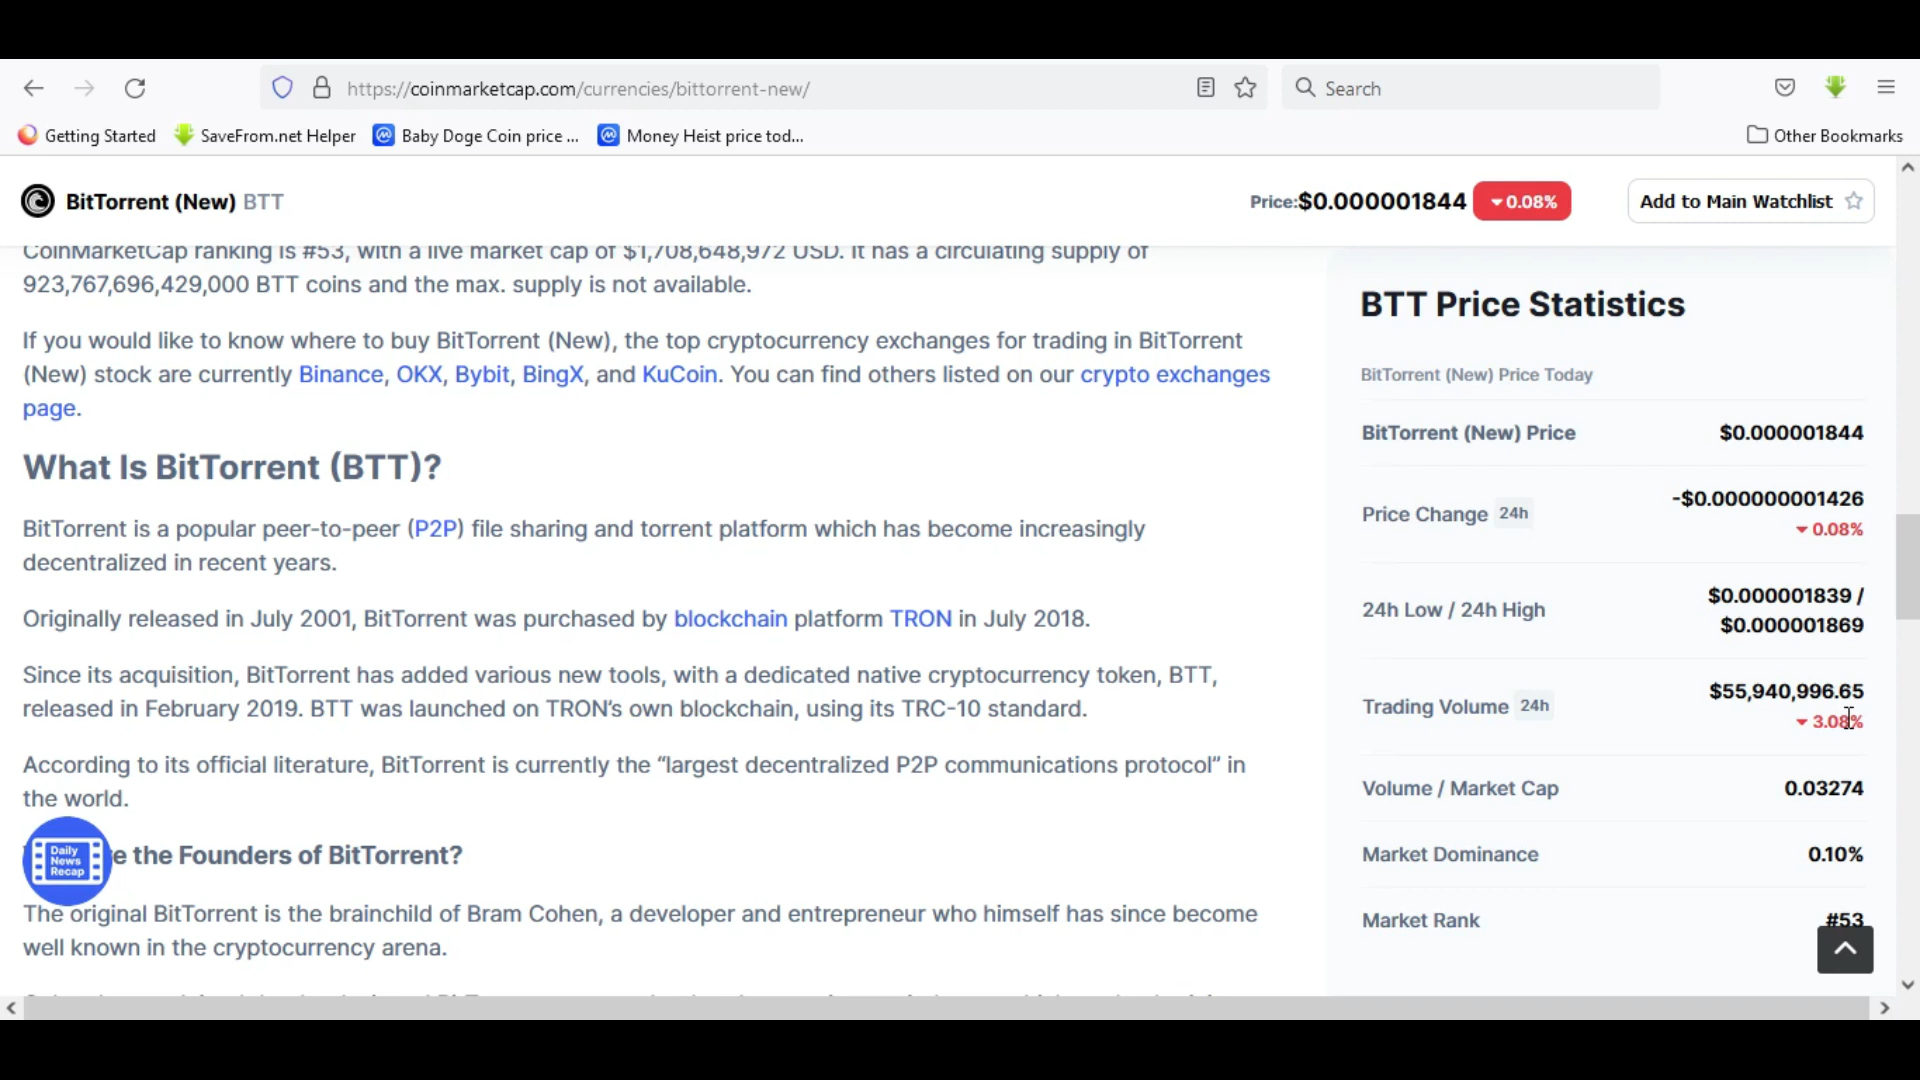 https://coinmarketcap.com/currencies/bittorrent-new/
Search
Getting Started
SaveFrom.net Helper
Baby Doge Coin price ...
Money Heist price tod...
Other Bookmarks
BitTorrent (New) BTT
Price:$0.000001844
0.08%
Add to Main Watchlist
CoinMarketCap ranking is #53, with a live market cap of $1,708,648,972 USD. It has a circulating supply of
923,767,696,429,000 BTT coins and the max. supply is not available.
If you would like to know where to buy BitTorrent (New), the top cryptocurrency exchanges for trading in BitTorrent
(New) stock are currently Binance, OKX, Bybit, BingX, and KuCoin. You can find others listed on our crypto exchanges
page.
What Is BitTorrent (BTT)?
BitTorrent is a popular peer-to-peer (P2P) file sharing and torrent platform which has become increasingly
decentralized in recent years.
Originally released in July 2001, BitTorrent was purchased by blockchain platform TRON in July 2018.
Since its acquisition, BitTorrent has added various new tools, with a dedicated native cryptocurrency token, BTT,
released in February 2019. BTT was launched on TRON’s own blockchain, using its TRC-10 standard.
According to its official literature, BitTorrent is currently the “largest decentralized P2P communications protocol” in
the world.
Daily
News
Recap
e the Founders of BitTorrent?
The original BitTorrent is the brainchild of Bram Cohen, a developer and entrepreneur who himself has since become
well known in the cryptocurrency arena.
BTT Price Statistics
BitTorrent (New) Price Today
BitTorrent (New) Price $0.000001844
Price Change 24h -$0.000000001426
0.08%
24h Low / 24h High $0.000001839 /
$0.000001869
Trading Volume 24h $55,940,996.65
3.08%
Volume / Market Cap 0.03274
Market Dominance 0.10%
Market Rank #53